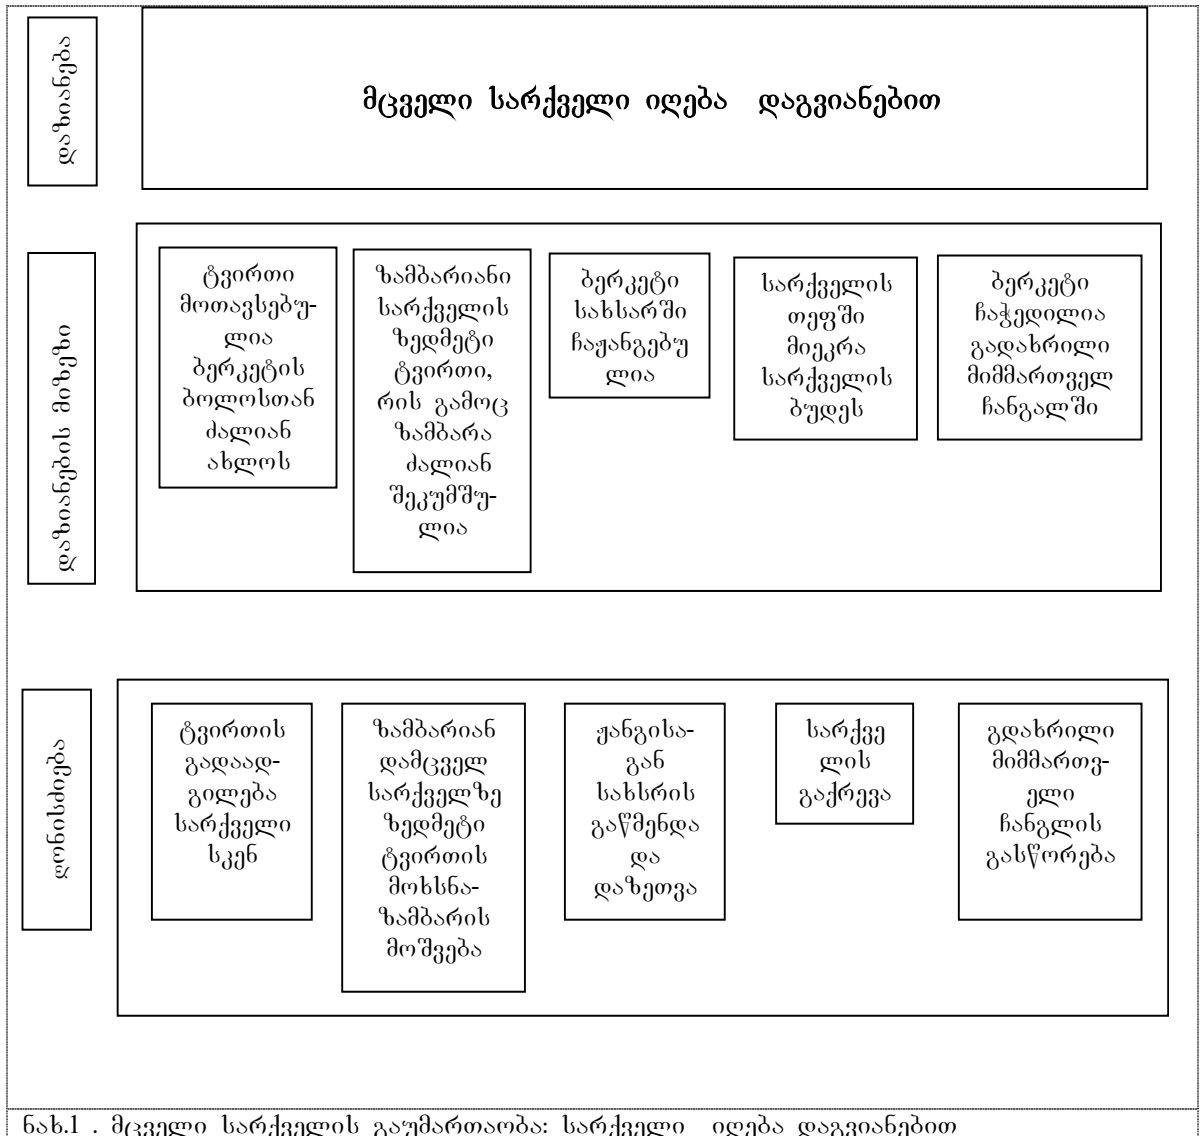 დაზიანება
მცველი სარქველი იღება დაგვიანებით
დაზიანების მიზეზი
ტვირთი
მოთავსებუ-
ლია
ბერკეტის
ბოლოსთან
ძალიან
ახლოს
ზამბარიანი
სარქველის
ზედმეტი
ტვირთი,
რის გამოც
ზამბარა
ძალიან
შეკუმშუ-
ლია
ბერკეტი
სახსარში
ჩაჟანგებუ
ლია
სარქველის
თეფში
მიეკრა
სარქველის
ბუდეს
ბერკეტი
ჩაჭედილია
გადახრილი
მიმმართველ
ჩანგალში
ღონისძიება
ტვირთის
გადაად-
გილება
სარქველი
სკენ
ზამბარიან
დამცველ
სარქველზე
ზედმეტი
ტვირთის
მოხსნა-
ზამბარის
მოშვება
ჟანგისა-
გან
სახსრის
გაწმენდა
და
დაზეთვა
სარქვე
ლის
გაქრევა
გდახრილი
მიმმართვ-
ელი
ჩანგლის
გასწორება
ნახ.1 . მცველი სარქველის გაუმართაობა: სარქველი იღება დაგვიანებით